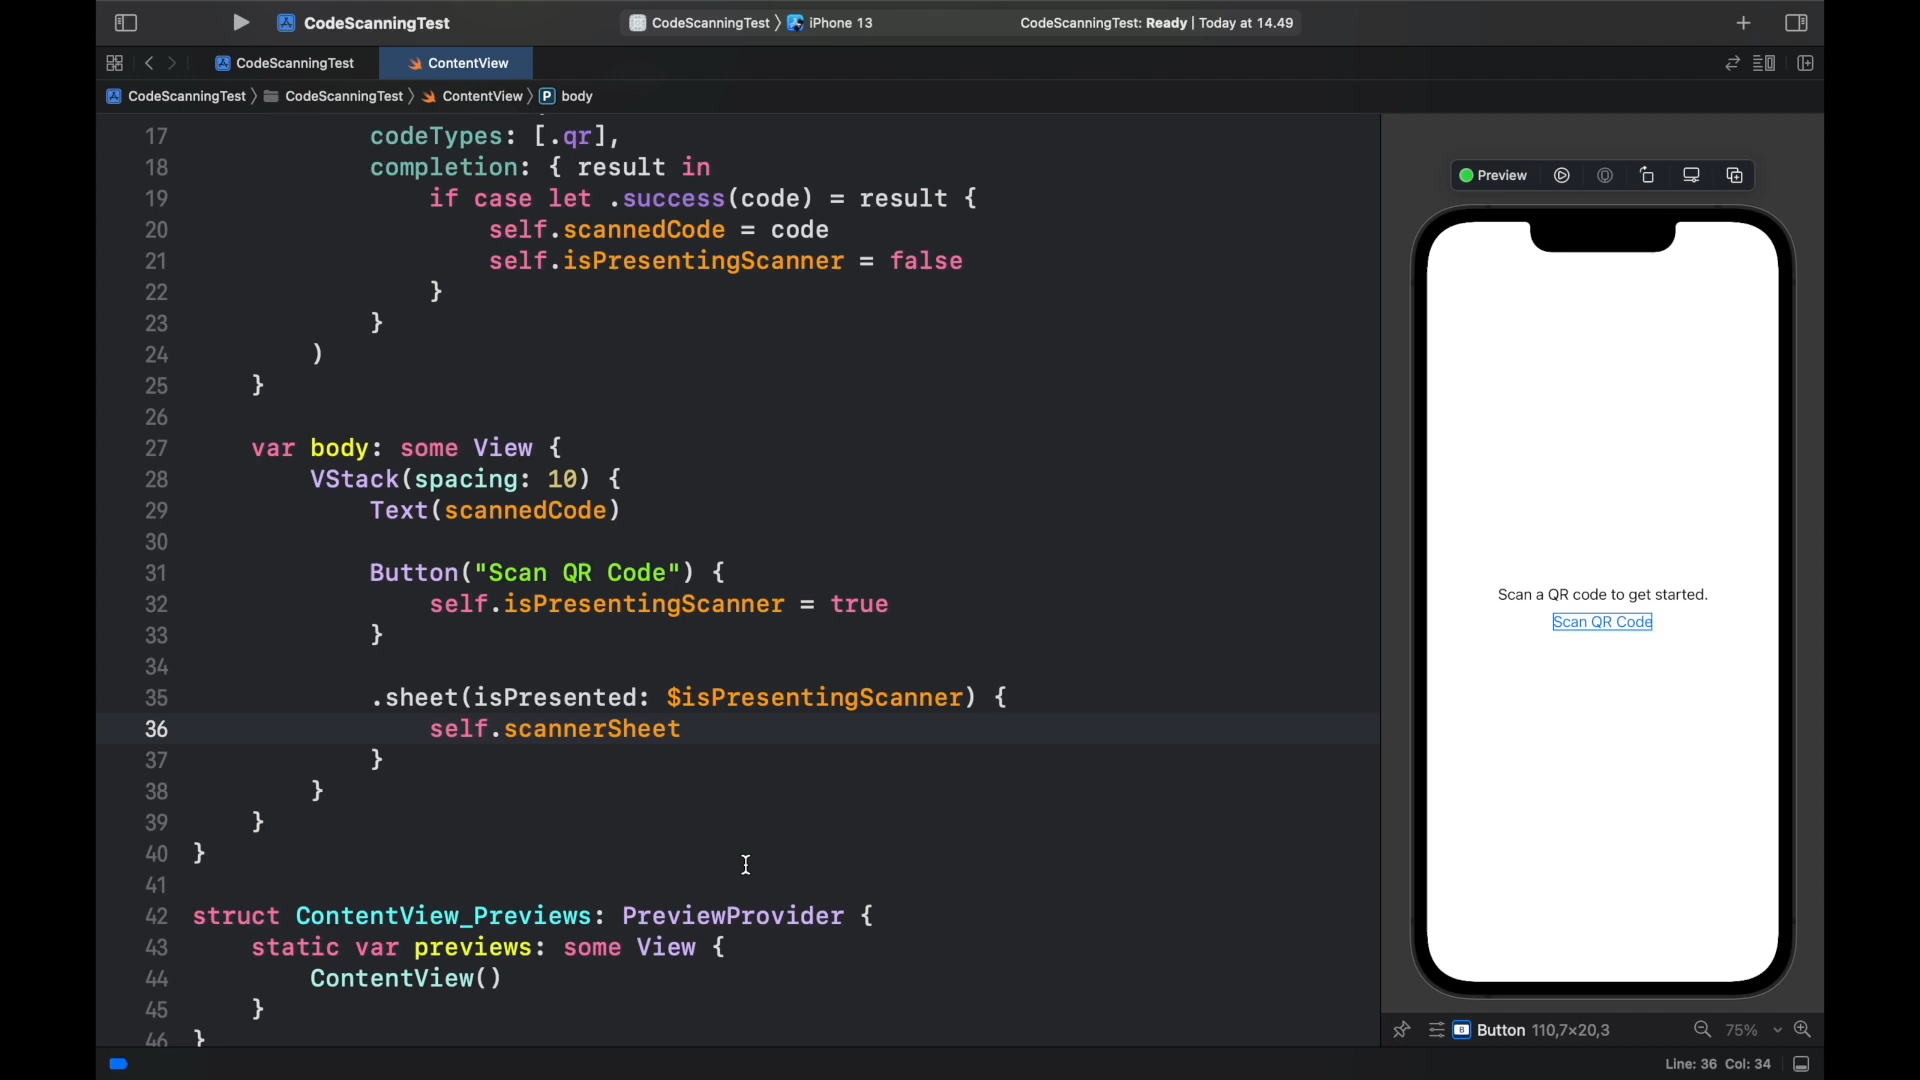 CodeScanningTest
CodeScanningTest 〉 iPhone 13
CodeScanningTest: Ready | Today at 14.49
CodeScanningTest
ContentView
CodeScanningTest 〉 CodeScanningTest 〉 ContentView 〉 P body
17 codeTypes: [.qr],
18 completion: { result in
19 if case let .success(code) = result {
20 self.scannedCode = code
21 self.isPresentingScanner = false
22 }
23 }
24 )
25 }
26
27 var body: some View {
28 VStack(spacing: 10) {
29 Text(scannedCode)
30
31 Button("Scan QR Code") {
32 self.isPresentingScanner = true
33 }
34
35 .sheet(isPresented: $isPresentingScanner) {
36 self.scannerSheet
37 }
38 }
39 }
40 }
41
42 struct ContentView_Previews: PreviewProvider {
43 static var previews: some View {
44 ContentView()
45 }
46 }
Preview
Scan a QR code to get started.
Scan QR Code
B Button 110,7×20,3
75%
Line: 36 Col: 34